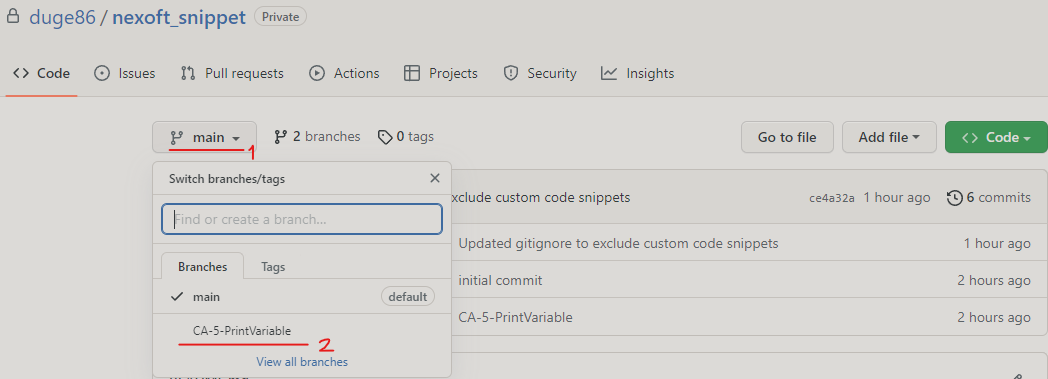 duge86 / nexoft_snippet Private
Code Issues Pull requests Actions Projects Security Insights
main 2 branches 0 tags Go to file Add file Code
1
Switch branches/tags
xclude custom code snippets ce4a32a 1 hour ago 6 commits
Find or create a branch...
Updated gitignore to exclude custom code snippets 1 hour ago
Branches Tags
initial commit 2 hours ago
main default
CA-5-PrintVariable 2 hours ago
CA-5-PrintVariable
2
View all branches